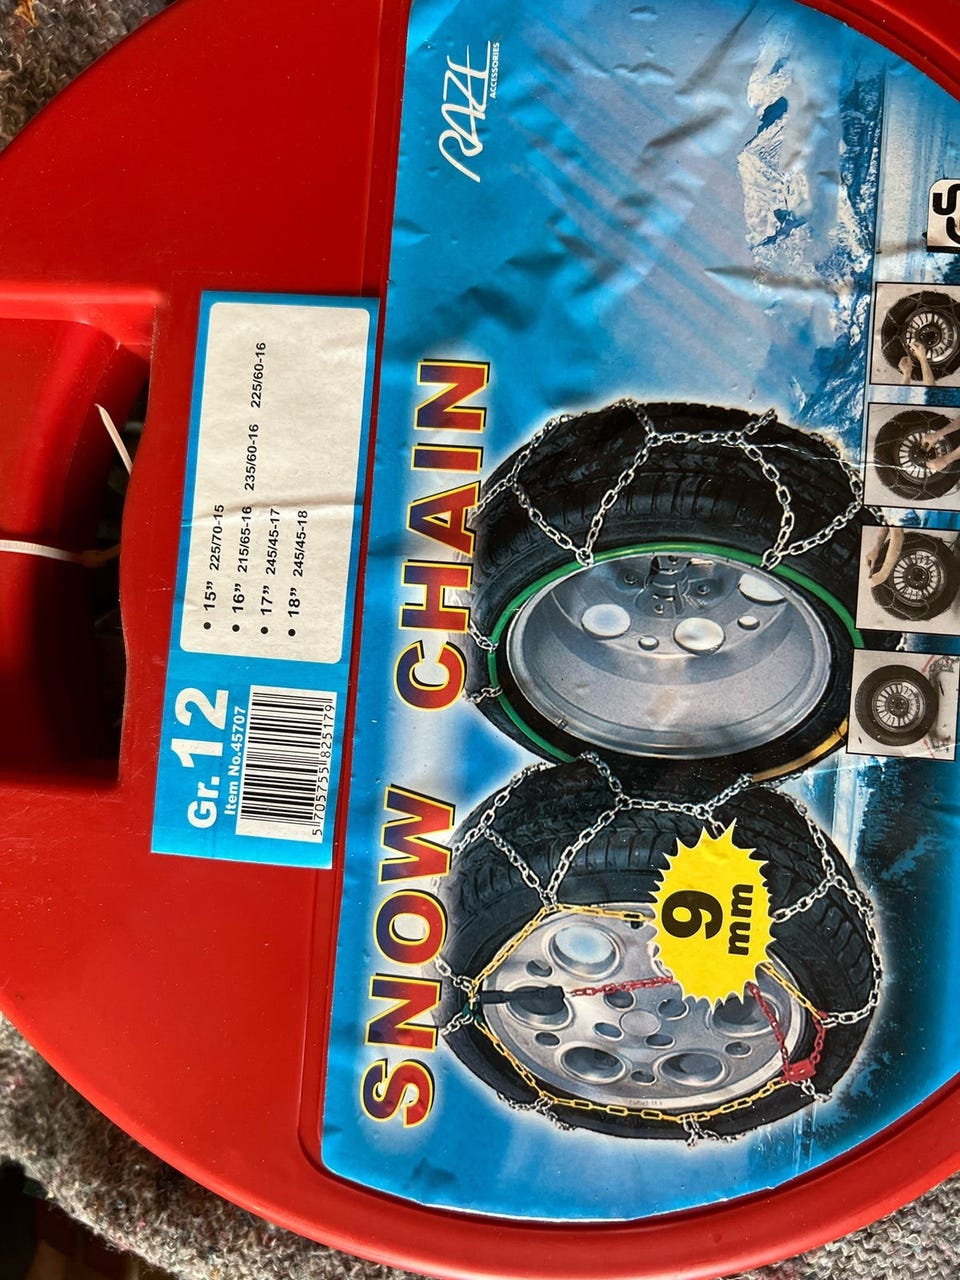 RAZE
ACCESSORIES
SNOW CHAIN
9
mm
Gr.12
Item No.45707
5 705755 825179
• 15” 225/70-15
• 16” 215/65-16 235/60-16 225/60-16
• 17” 245/45-17
• 18” 245/45-18